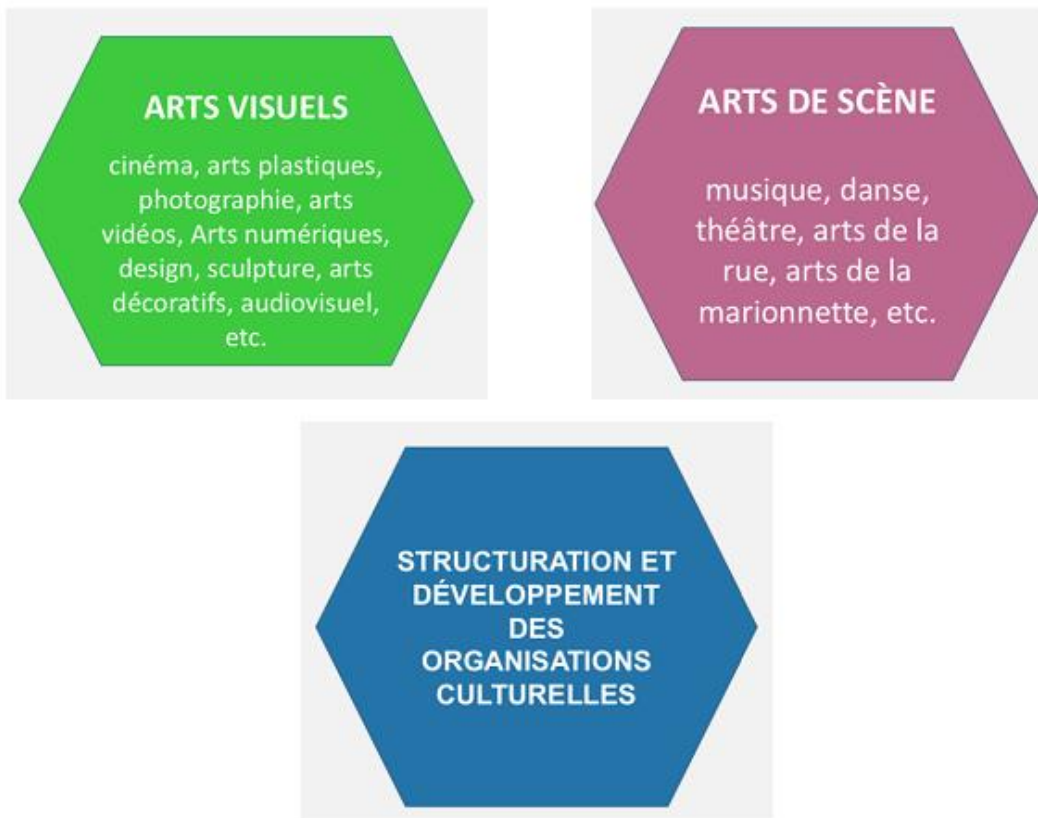 ARTS VISUELS
cinéma, arts plastiques,
photographie, arts
vidéos, Arts numériques,
design, sculpture, arts
décoratifs, audiovisuel,
etc.
ARTS DE SCÈNE
musique, danse,
théâtre, arts de la
rue, arts de la
marionnette, etc.
STRUCTURATION ET
DÉVELOPPEMENT
DES
ORGANISATIONS
CULTURELLES